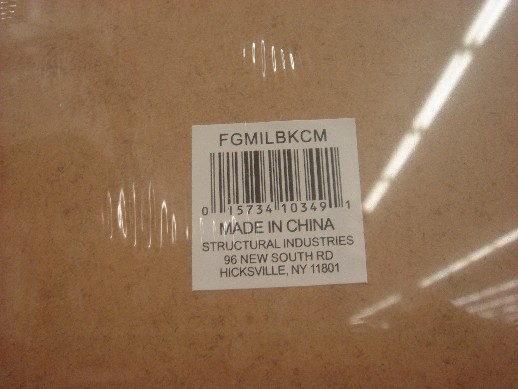 FGMILBKCM
0 15734 10349 1
MADE IN CHINA
STRUCTURAL INDUSTRIES
96 NEW SOUTH RD
HICKSVILLE, NY 11801